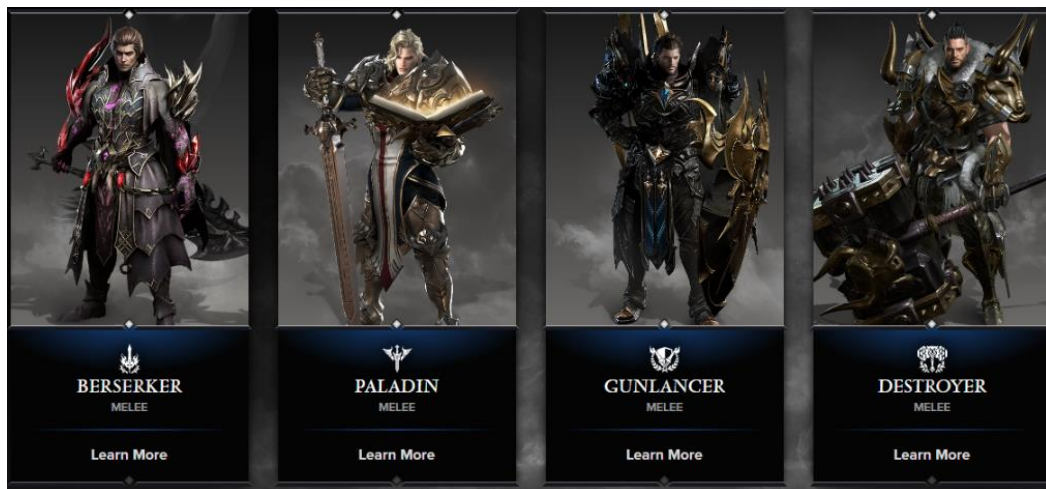 BERSERKER
MELEE
Learn More
PALADIN
MELEE
Learn More
GUNLANCER
MELEE
Learn More
DESTROYER
MELEE
Learn More